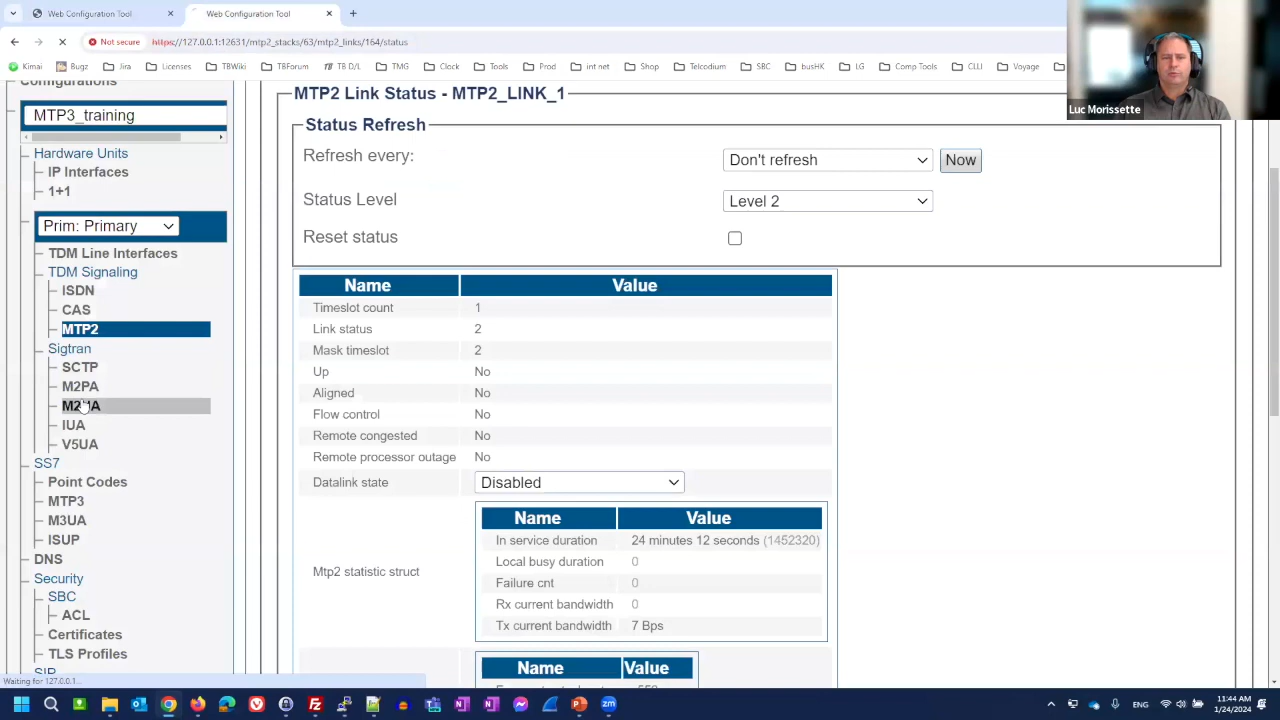 Web Configuration Tool
Web Configuration Tool
Not secure
https://127.0.0.1:12631/mtp2_stacks/63/mtp2_links/164/status
Kimai
Bugz
Jira
Licenses
TBWiki
TBForum
TB D/L
TMG
Clock
Tools
Prod
int net
Shop
Telcodium
SBC
busHK
LG
Comp.Tools
CLLI
Voyage
Luc Morissette
Configurations
MTP3_training
Hardware Units
IP Interfaces
1+1
Prim: Primary
TDM Line Interfaces
TDM Signaling
ISDN
CAS
MTP2
Sigtran
SCTP
M2PA
M2UA
IUA
V5UA
SS7
Point Codes
MTP3
M3UA
ISUP
DNS
Security
SBC
ACL
Certificates
TLS Profiles
SIP
MTP2 Link Status - MTP2_LINK_1
Status Refresh
Refresh every: Don't refresh Now
Status Level Level 2
Reset status
Name Value
Timeslot count 1
Link status 2
Mask timeslot 2
Up No
Aligned No
Flow control No
Remote congested No
Remote processor outage No
Datalink state Disabled
Mtp2 statistic struct
Name Value
In service duration 24 minutes 12 seconds (1452320)
Local busy duration 0
Failure cnt 0
Rx current bandwidth 0
Tx current bandwidth 7 Bps
Name Value
Waiting for 127.0.0.1...
11:44 AM
1/24/2024